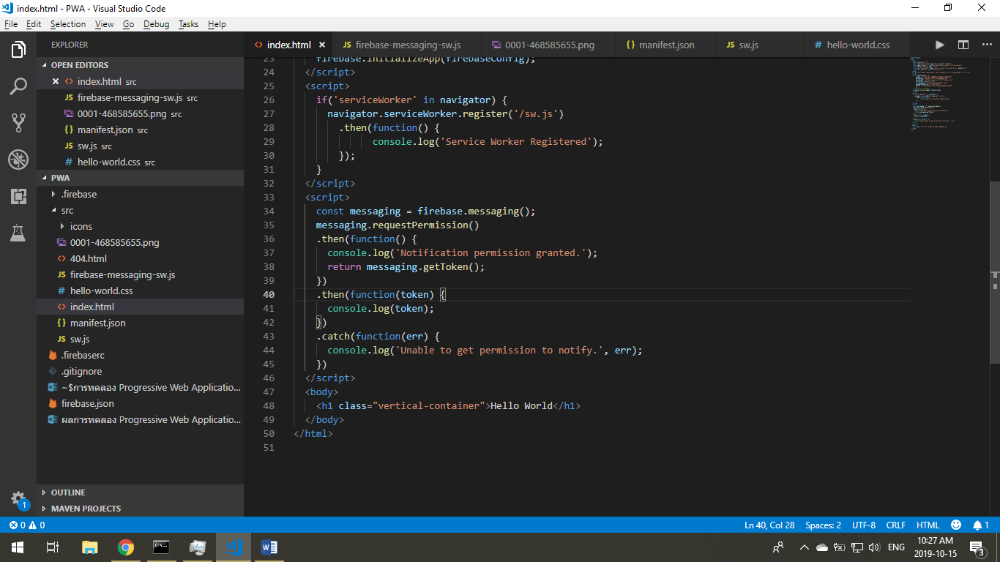 index.html - PWA - Visual Studio Code
File Edit Selection View Go Debug Tasks Help
EXPLORER
OPEN EDITORS
index.html src
firebase-messaging-sw.js src
0001-468585655.png src
manifest.json src
sw.js src
hello-world.css src
PWA
.firebase
src
icons
0001-468585655.png
404.html
firebase-messaging-sw.js
hello-world.css
index.html
manifest.json
sw.js
.firebaserc
.gitignore
~$การทดลอง Progressive Web Applicatio...
firebase.json
ผลการทดลอง Progressive Web Applicatio...
OUTLINE
MAVEN PROJECTS
index.html firebase-messaging-sw.js 0001-468585655.png manifest.json sw.js hello-world.css
23 firebase.initializeApp(firebaseConfig);
24 </script>
25 <script>
26 if('serviceWorker' in navigator) {
27 navigator.serviceWorker.register('/sw.js')
28 .then(function() {
29 console.log('Service Worker Registered');
30 });
31 }
32 </script>
33 <script>
34 const messaging = firebase.messaging();
35 messaging.requestPermission()
36 .then(function() {
37 console.log('Notification permission granted.');
38 return messaging.getToken();
39 })
40 .then(function(token) {
41 console.log(token);
42 })
43 .catch(function(err) {
44 console.log('Unable to get permission to notify.', err);
45 })
46 </script>
47 <body>
48 <h1 class="vertical-container">Hello World</h1>
49 </body>
50 </html>
51
1
0 0 Ln 40, Col 28 Spaces: 2 UTF-8 CRLF HTML 1
ENG 10:27 AM
2019-10-15
3